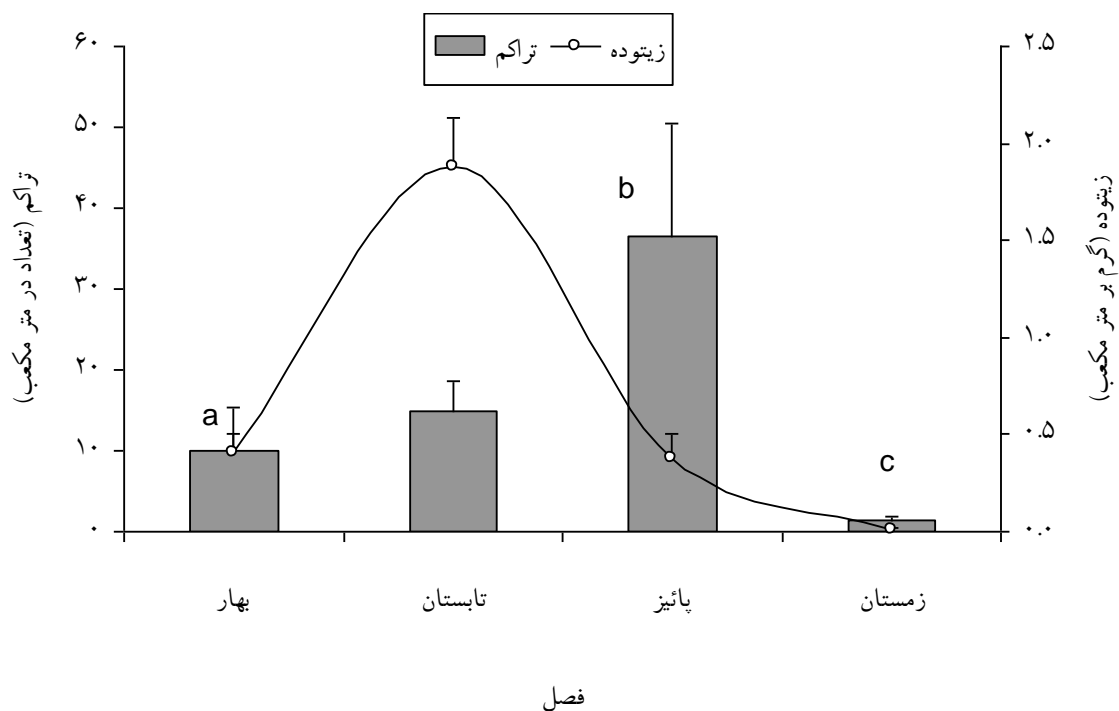 تراکم
زیتوده
تراکم (تعداد در متر مکعب)
۶۰
۵۰
۴۰
۳۰
۲۰
۱۰
۰
زیتوده (گرم بر متر مکعب)
۲.۵
۲.۰
۱.۵
۱.۰
۰.۵
۰.۰
a
b
c
بهار
تابستان
پائیز
زمستان
فصل